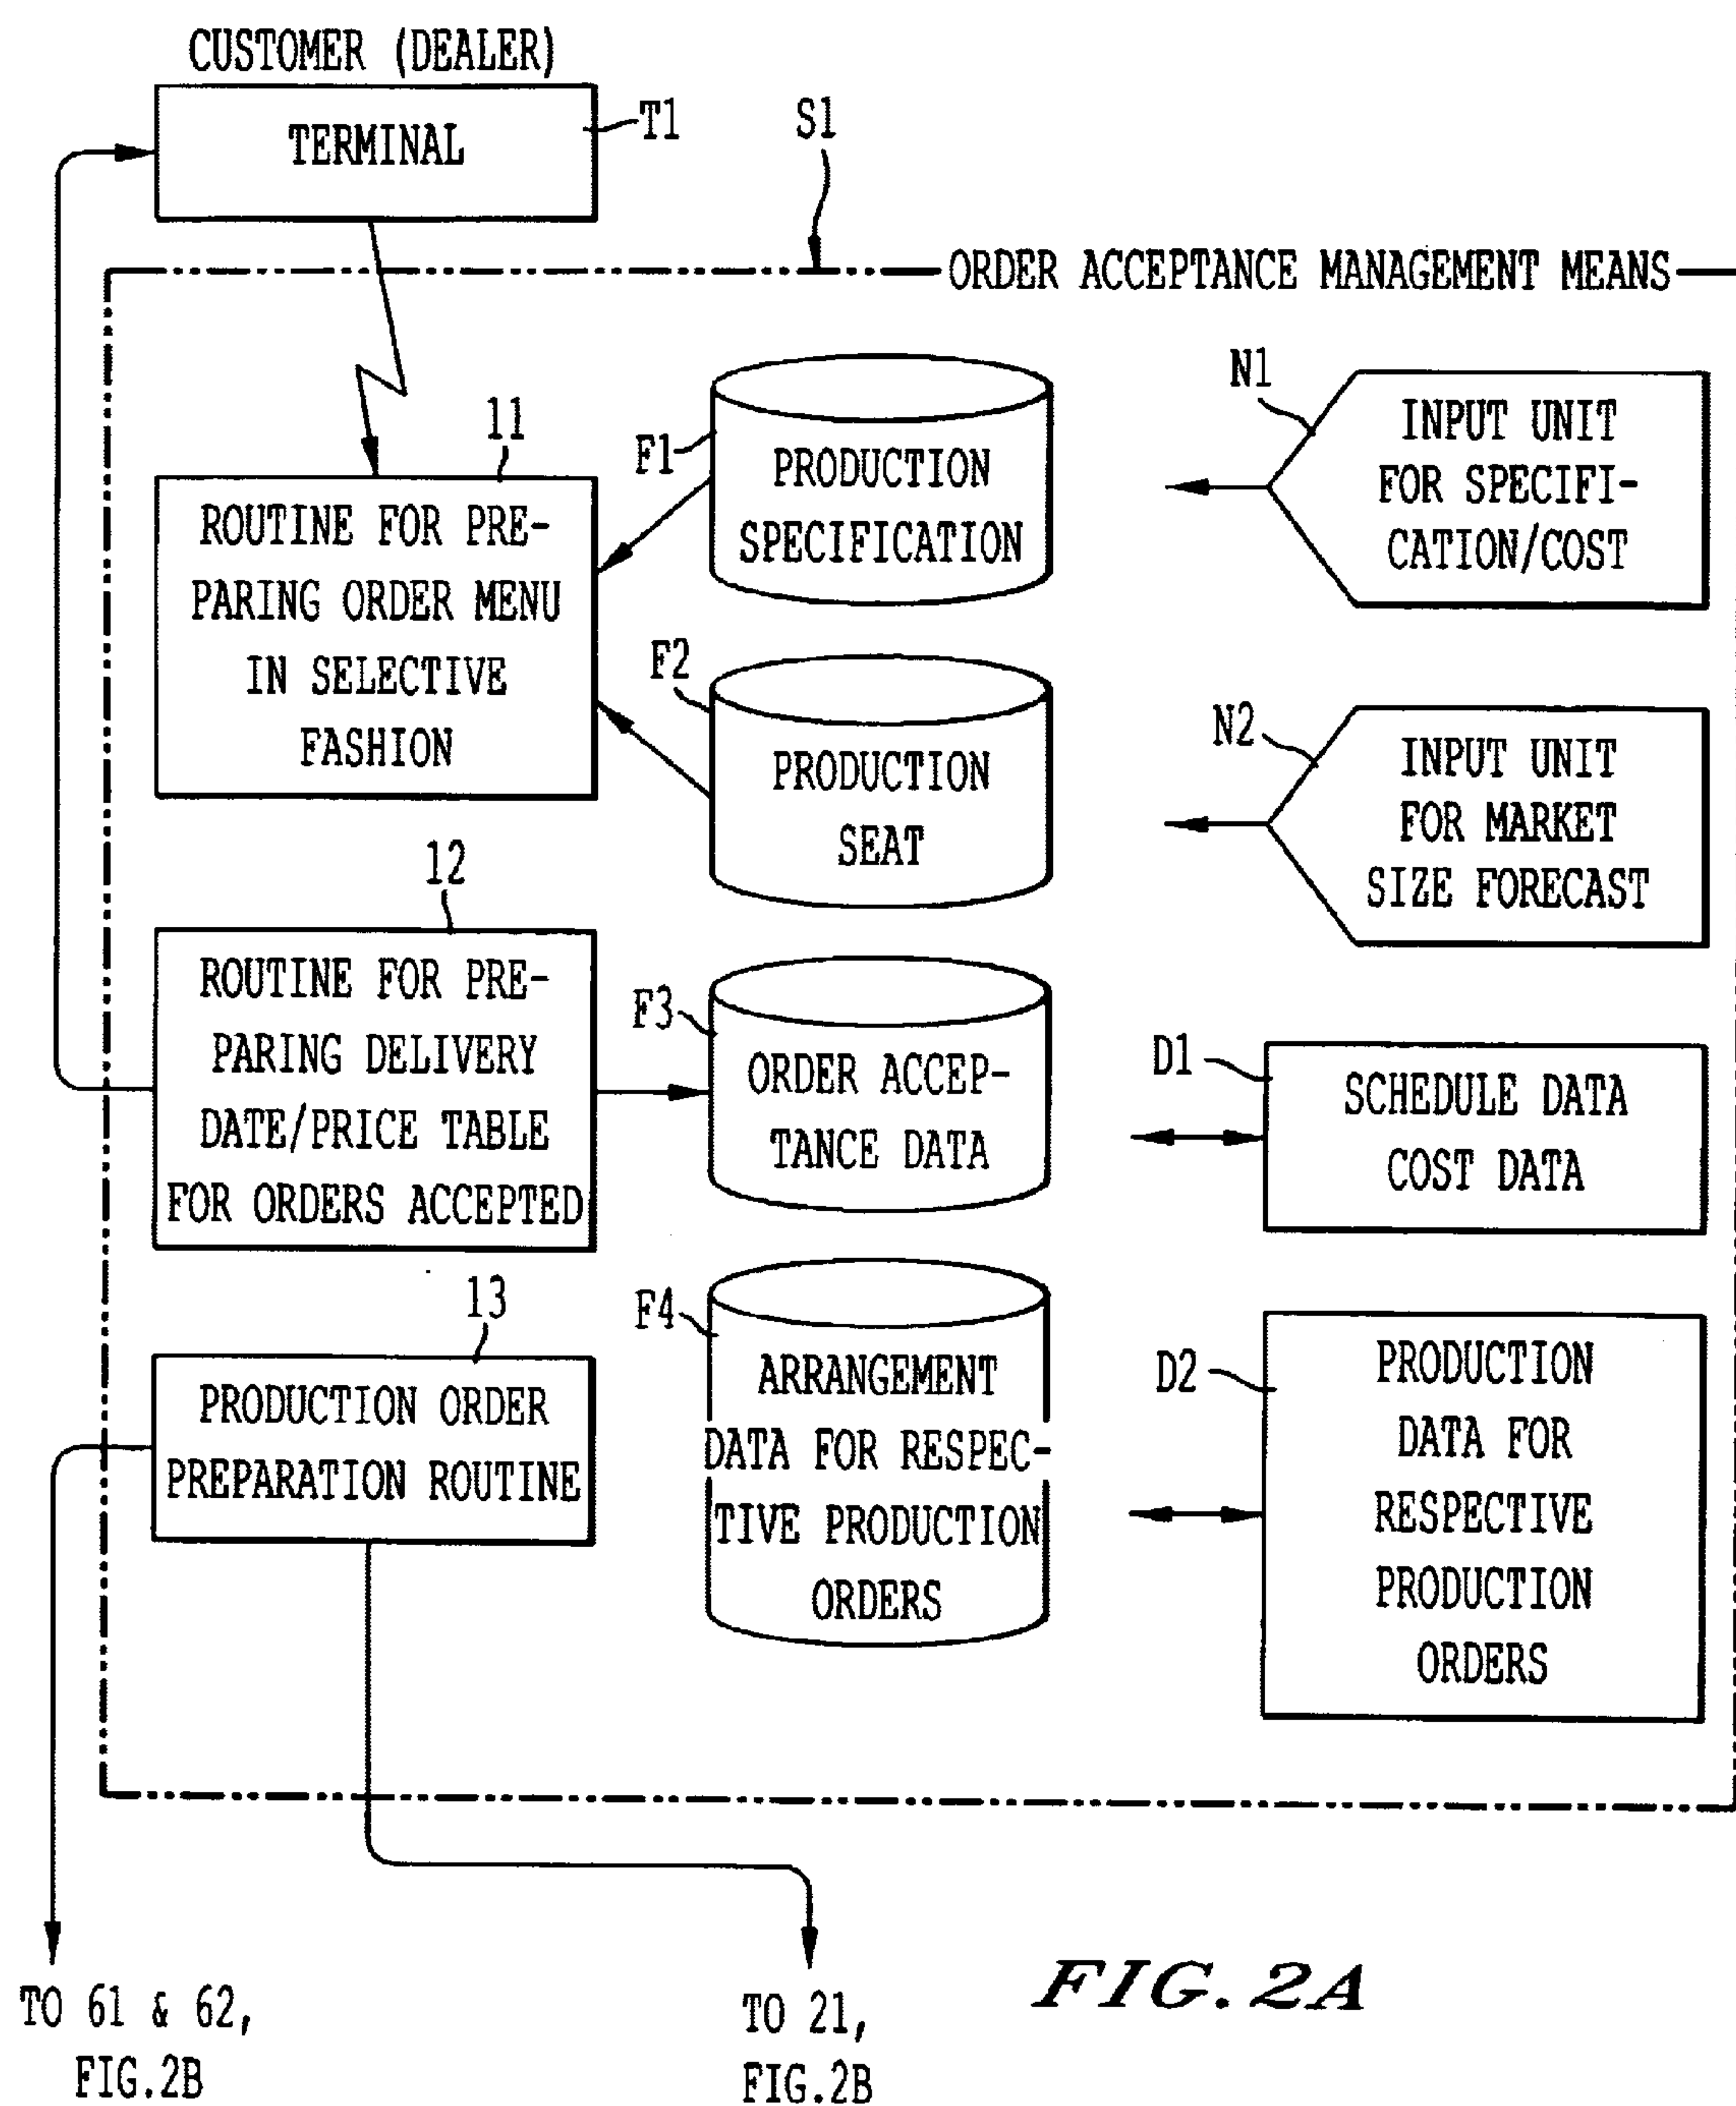 CUSTOMER (DEALER)
TERMINAL
T1
S1
ORDER ACCEPTANCE MANAGEMENT MEANS
11
ROUTINE FOR PRE-
PARING ORDER MENU
IN SELECTIVE
FASHION
F1
PRODUCTION
SPECIFICATION
N1
INPUT UNIT
FOR SPECIFI-
CATION/COST
F2
PRODUCTION
SEAT
N2
INPUT UNIT
FOR MARKET
SIZE FORECAST
12
ROUTINE FOR PRE-
PARING DELIVERY
DATE/PRICE TABLE
FOR ORDERS ACCEPTED
F3
ORDER ACCEP-
TANCE DATA
D1
SCHEDULE DATA
COST DATA
13
PRODUCTION ORDER
PREPARATION ROUTINE
F4
ARRANGEMENT
DATA FOR RESPEC-
TIVE PRODUCTION
ORDERS
D2
PRODUCTION
DATA FOR
RESPECTIVE
PRODUCTION
ORDERS
TO 61 & 62,
FIG.2B
TO 21,
FIG.2B
FIG.2A